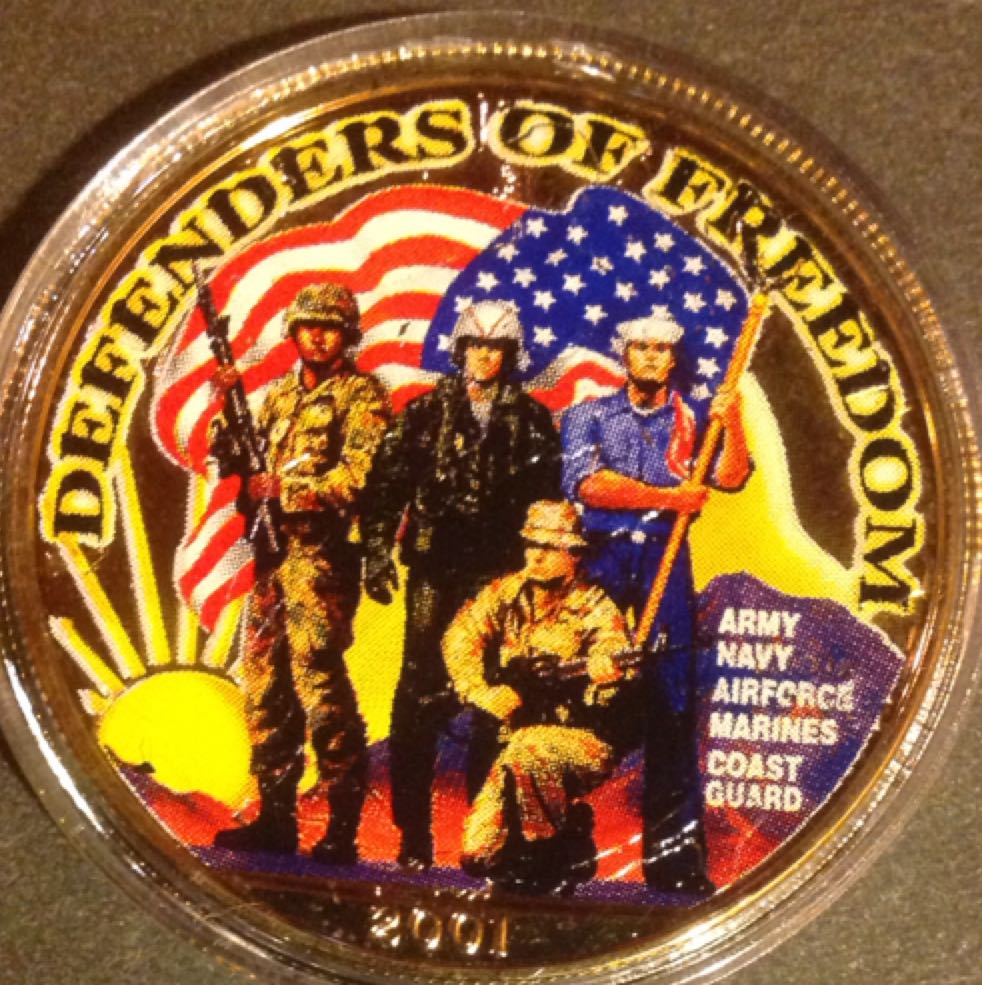 DEFENDERS OF FREEDOM
ARMY
NAVY
AIRFORCE
MARINES
COAST
GUARD
2001